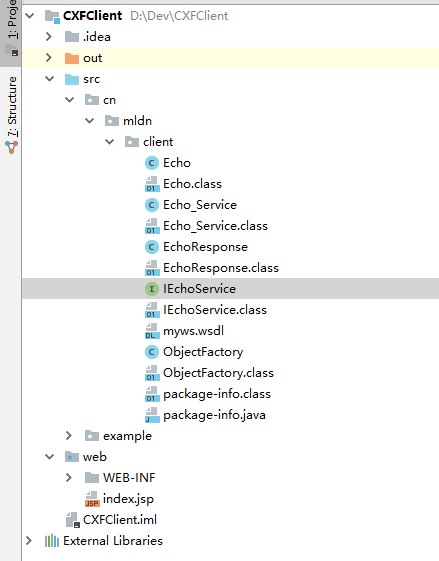 1: Proje
7: Structure
CXFClient D:\Dev\CXFClient
.idea
out
src
cn
mldn
client
Echo
Echo.class
Echo_Service
Echo_Service.class
EchoResponse
EchoResponse.class
IEchoService
IEchoService.class
myws.wsdl
ObjectFactory
ObjectFactory.class
package-info.class
package-info.java
example
web
WEB-INF
index.jsp
CXFClient.iml
External Libraries